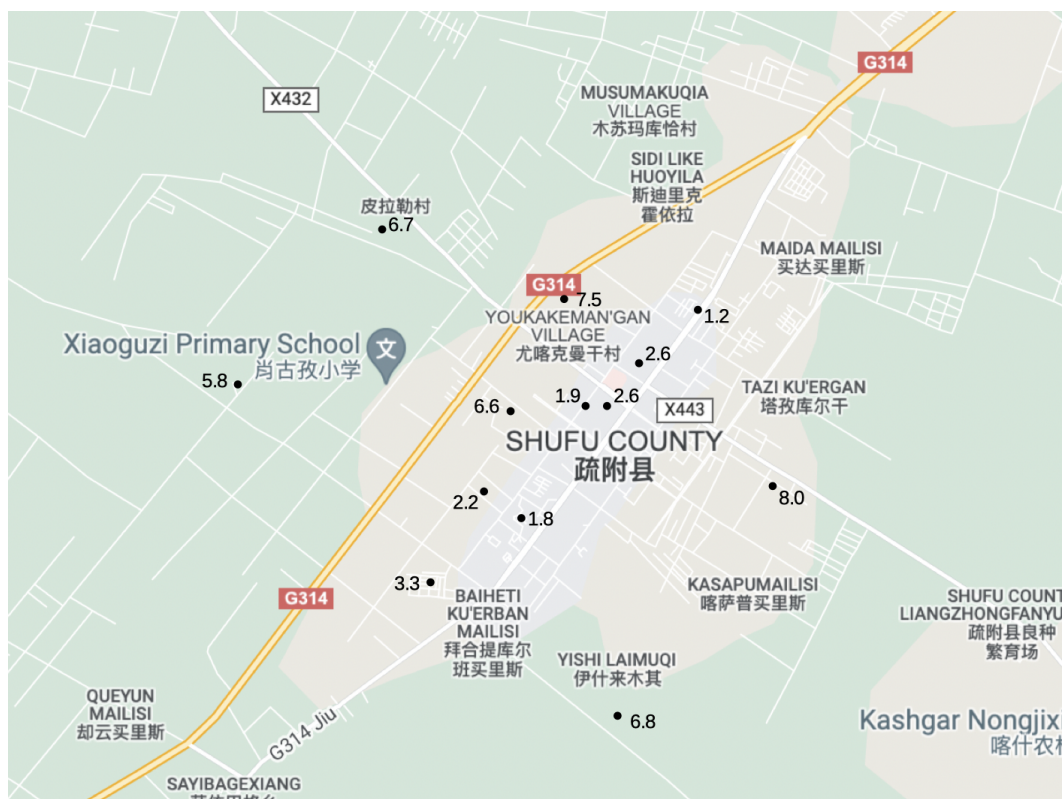 G314
X432
MUSUMAKUQIA
VILLAGE
木苏玛库恰村
SIDI LIKE
HUOYILA
斯迪里克
霍依拉
皮拉勒村
6.7
MAIDA MAILISI
买达买里斯
G314
7.5
YOUKAKEMAN'GAN
VILLAGE
尤喀克曼干村
1.2
Xiaoguzi Primary School
肖古孜小学
文
5.8
2.6
1.9
2.6
6.6
X443
TAZI KU'ERGAN
塔孜库尔干
SHUFU COUNTY
疏附县
2.2
1.8
8.0
3.3
G314
BAIHETI
KU'ERBAN
MAILISI
拜合提库尔
班买里斯
KASAPUMAILISI
喀萨普买里斯
SHUFU COUNT
LIANGZHONGFANYU
疏附县良种
繁育场
YISHI LAIMUQI
伊什来木其
6.8
QUEYUN
MAILISI
却云买里斯
G314 Jiu
Kashgar Nongjixi
喀什农机
SAYIBAGEXIANG